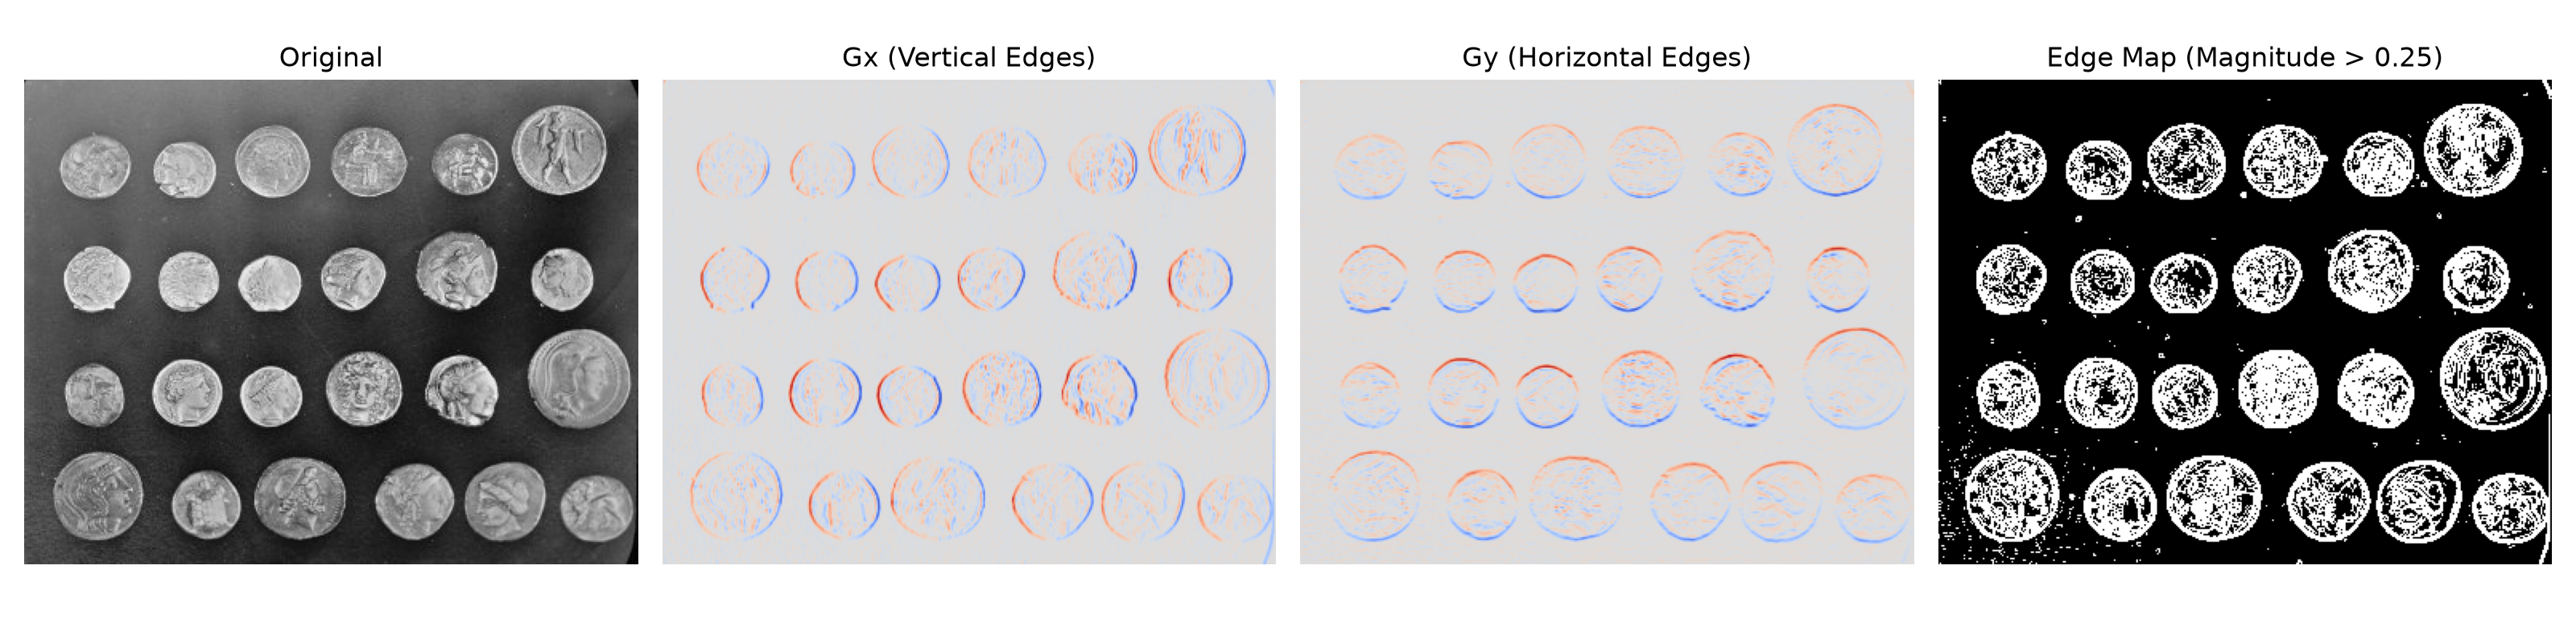 Original
Gx (Vertical Edges)
Gy (Horizontal Edges)
Edge Map (Magnitude > 0.25)